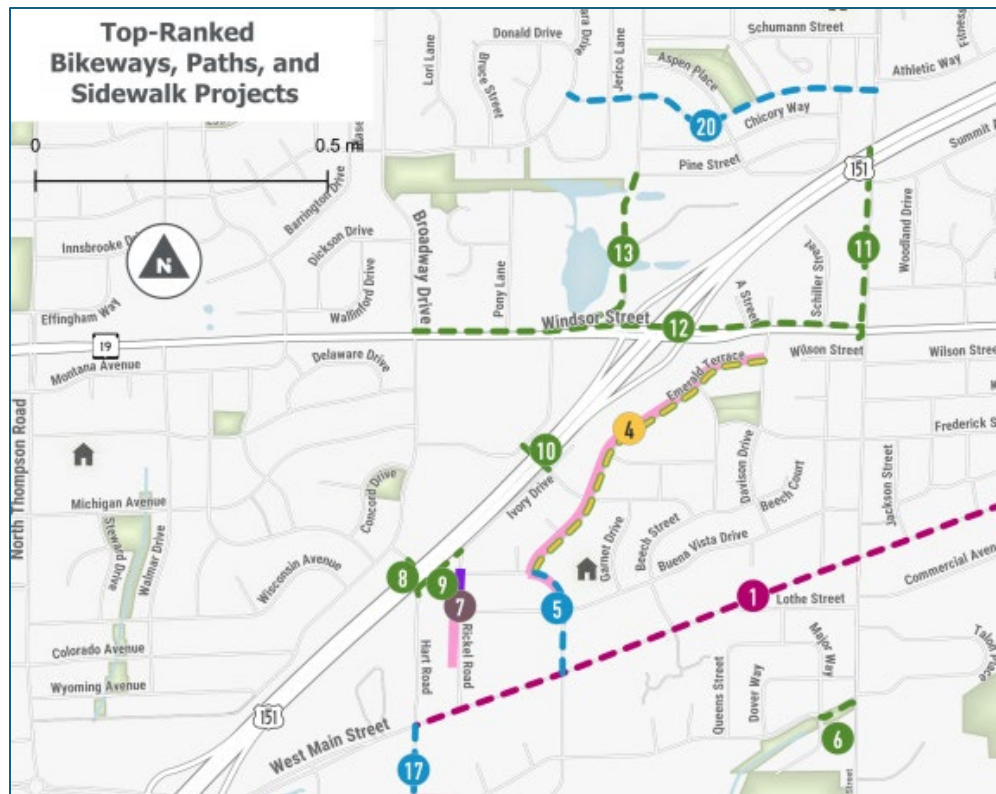 Top-Ranked
Bikeways, Paths, and
Sidewalk Projects
0
0.5 mi
N
Donald Drive
Lori Lane
Bruce Street
Jerico Lane
Schumann Street
Aspen Place
Athletic Way
Chicory Way
20
Pine Street
151
Summit
Barrington Drive
Innsbrooke
Dickson Drive
Broadway Drive
13
11
Woodland Drive
Schiller Street
A Street
Pony Lane
Effingham Way
Wallinford Drive
Windsor Street
12
19
Montana Avenue
Delaware Drive
Wilson Street
Wilson Street
Emerald Terrace
4
Frederick S
North Thompson Road
10
Davison Drive
Beech Court
Jackson Street
Concord Drive
Ivory Drive
Michigan Avenue
Steward Drive
Walmar Drive
Wisconsin Avenue
Garnet Drive
Beech Street
Buena Vista Drive
8
9
7
5
1
Commercial Avenue
Lothe Street
Colorado Avenue
Hart Road
Rickel Road
Major Way
Talon Place
Wyoming Avenue
Queens Street
Dover Way
151
West Main Street
6
17
Street